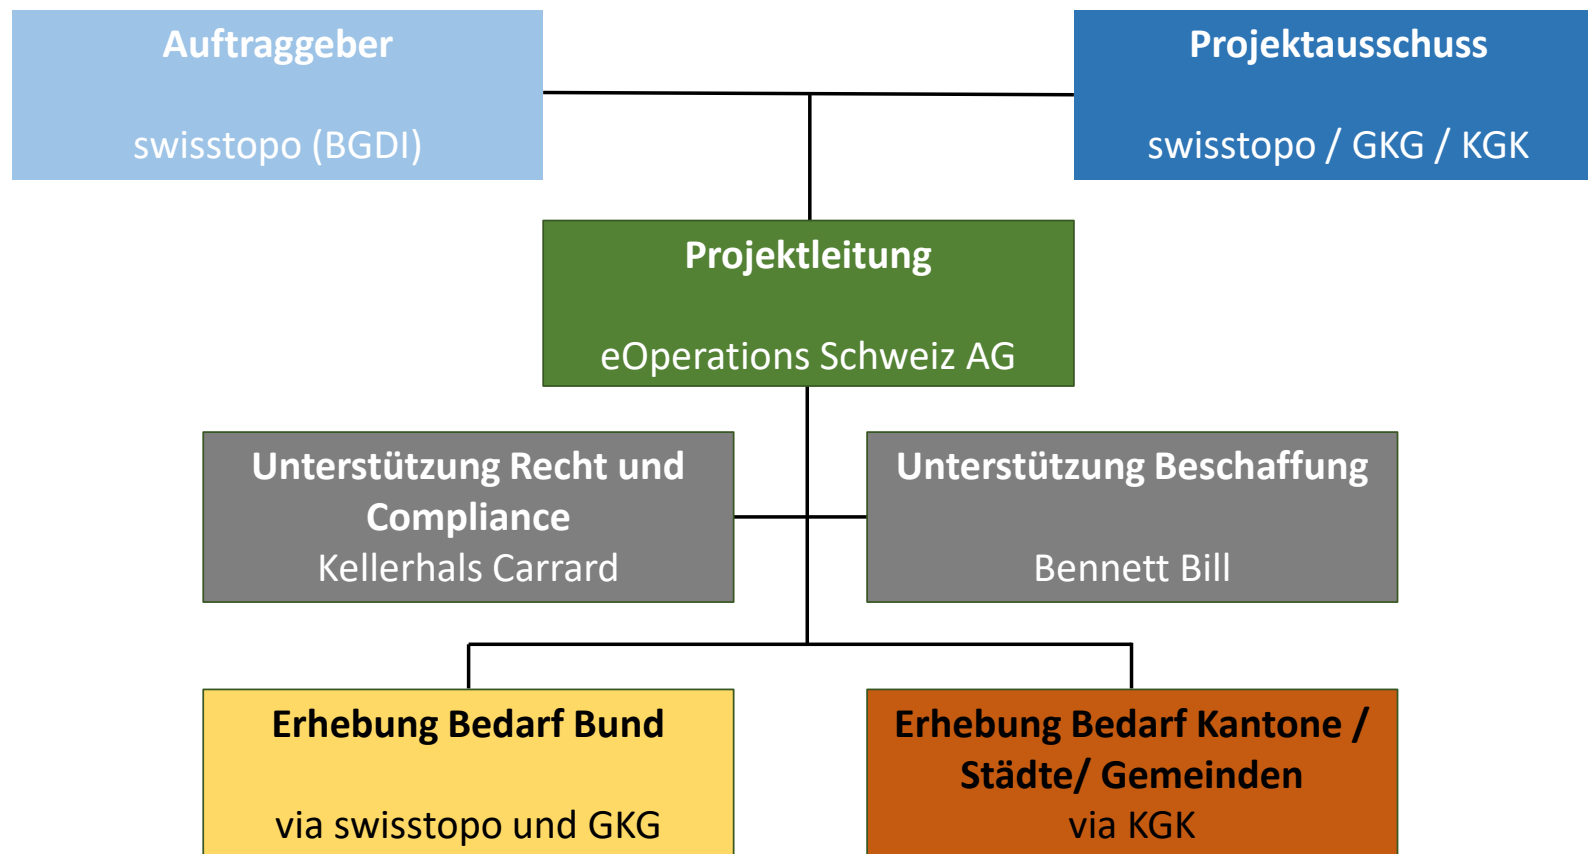 Auftraggeber
swisstopo (BGDI)
Projektausschuss
swisstopo / GKG / KGK
Projektleitung
eOperations Schweiz AG
Unterstützung Recht und
Compliance
Kellerhals Carrard
Unterstützung Beschaffung
Bennett Bill
Erhebung Bedarf Bund
via swisstopo und GKG
Erhebung Bedarf Kantone /
Städte/ Gemeinden
via KGK